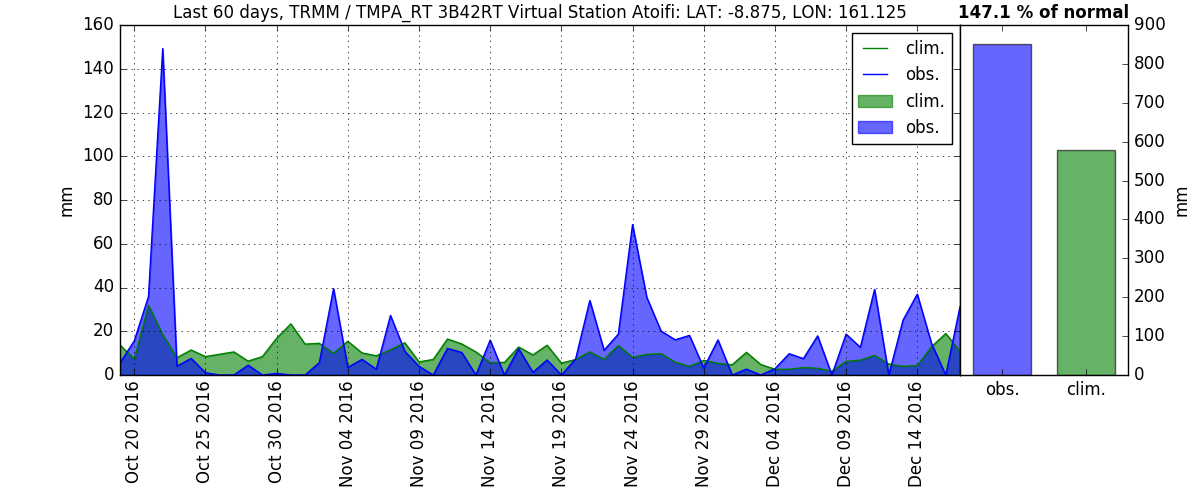 Last 60 days, TRMM / TMPA_RT 3B42RT Virtual Station Atoifi: LAT: -8.875, LON: 161.125
147.1 % of normal
160
140
120
100
80
60
40
20
0
mm
clim.
obs.
clim.
obs.
Oct 20 2016
Oct 25 2016
Oct 30 2016
Nov 04 2016
Nov 09 2016
Nov 14 2016
Nov 19 2016
Nov 24 2016
Nov 29 2016
Dec 04 2016
Dec 09 2016
Dec 14 2016
900
800
700
600
500
400
300
200
100
0
mm
obs.
clim.